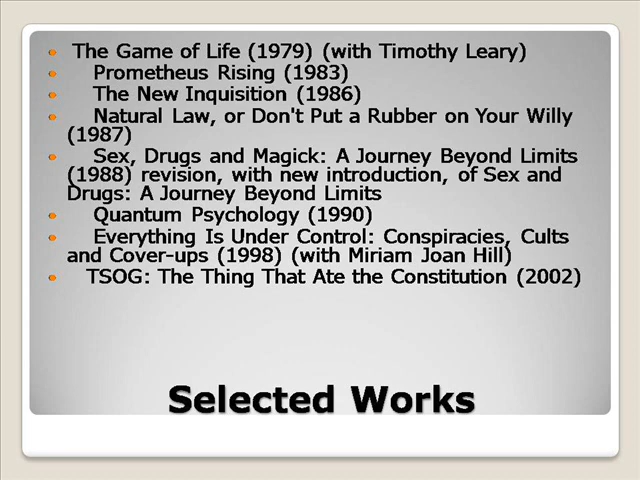 The Game of Life (1979) (with Timothy Leary)
Prometheus Rising (1983)
The New Inquisition (1986)
Natural Law, or Don't Put a Rubber on Your Willy
(1987)
Sex, Drugs and Magick: A Journey Beyond Limits
(1988) revision, with new introduction, of Sex and
Drugs: A Journey Beyond Limits
Quantum Psychology (1990)
Everything Is Under Control: Conspiracies, Cults
and Cover-ups (1998) (with Miriam Joan Hill)
TSOG: The Thing That Ate the Constitution (2002)
Selected Works